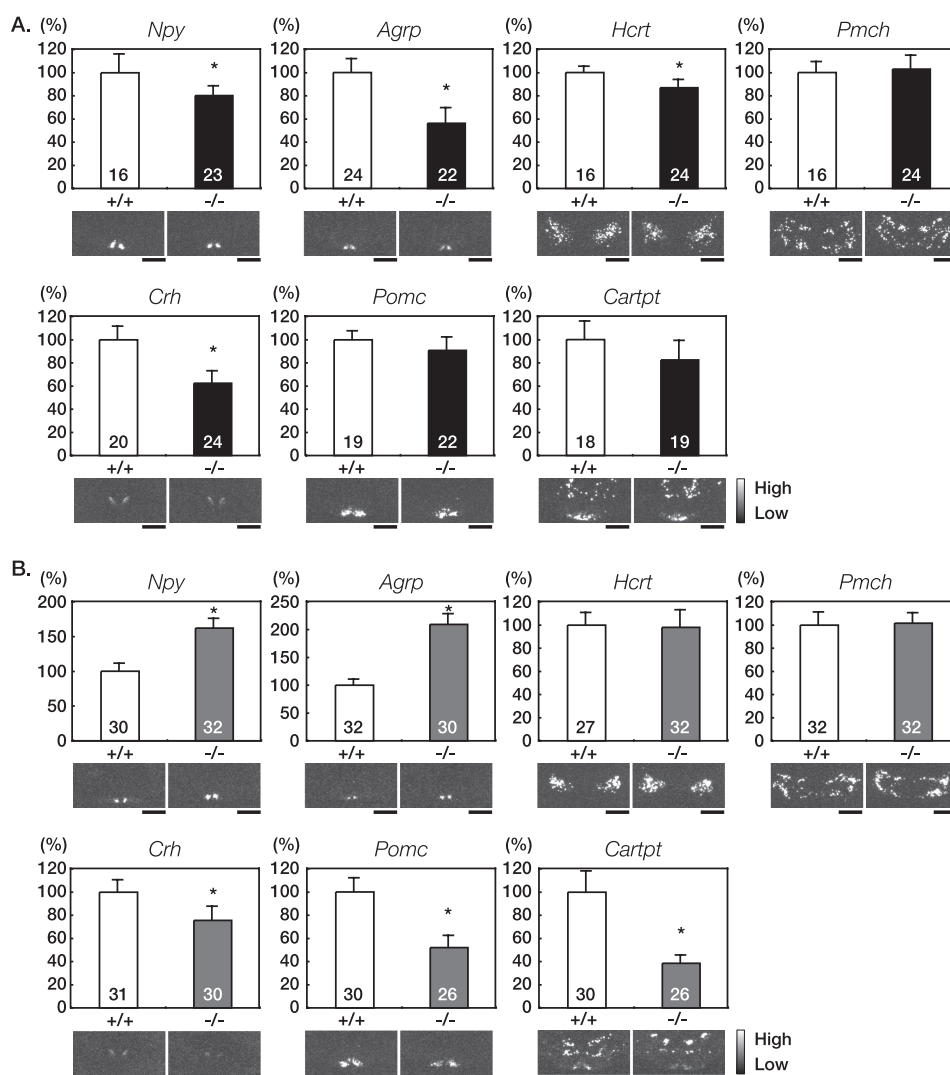 A.
(%) Npy (%) Agrp (%) Hcrt (%) Pmch
120 120 120 120
100 100 100 100
80 * 80 * 80 * 80
60 60 60 60
40 40 40 40
20 16 23 20 24 22 20 16 24 20 16 24
0 0 0 0
+/+ -/- +/+ -/- +/+ -/- +/+ -/-
(%) Crh (%) Pomc (%) Cartpt
120 120 120
100 * 100 100
80 80 80
60 60 60
40 40 40
20 20 24 20 19 22 20 18 19
0 0 0
+/+ -/- +/+ -/- +/+ -/-
High
Low
B.
(%) Npy (%) Agrp (%) Hcrt (%) Pmch
200 * 250 * 120 120
150 200 100 100
100 150 80 80
50 100 60 60
0 50 40 40
0 20 20
0 0
30 32 32 30 27 32 32 32
+/+ -/- +/+ -/- +/+ -/- +/+ -/-
(%) Crh (%) Pomc (%) Cartpt
120 120 120
100 * 100 100
80 80 * 80 *
60 60 60
40 40 40
20 31 30 20 30 26 20 30 26
0 0 0
+/+ -/- +/+ -/- +/+ -/-
High
Low